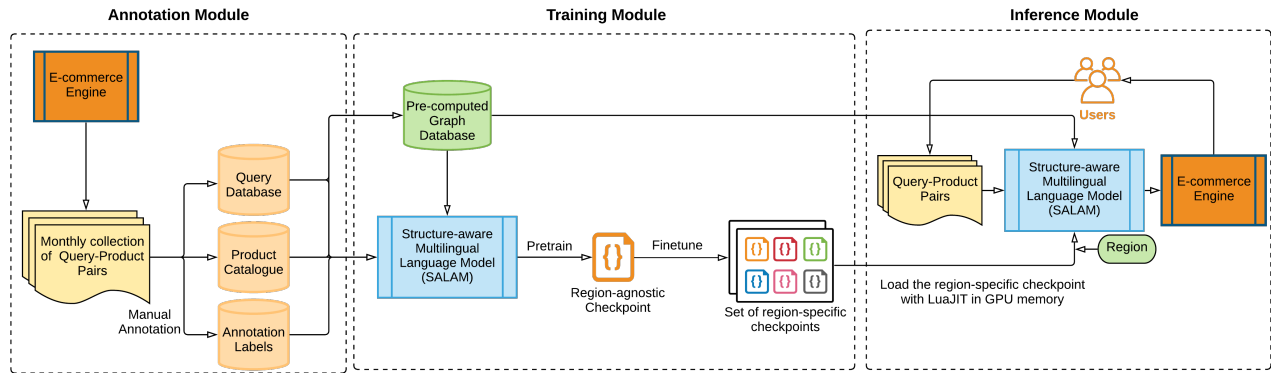 Annotation Module
E-commerce
Engine
Monthly collection
of Query-Product
Pairs
Manual
Annotation
Query
Database
Product
Catalogue
Annotation
Labels
Training Module
Pre-computed
Graph
Database
Structure-aware
Multilingual
Language Model
(SALAM)
Pretrain
{}
Region-agnostic
Checkpoint
Finetune
{} {} {}
{} {} {}
Set of region-specific
checkpoints
Inference Module
Users
Query-Product
Pairs
Structure-aware
Multilingual
Language Model
(SALAM)
E-commerce
Engine
Region
Load the region-specific checkpoint
with LuaJIT in GPU memory